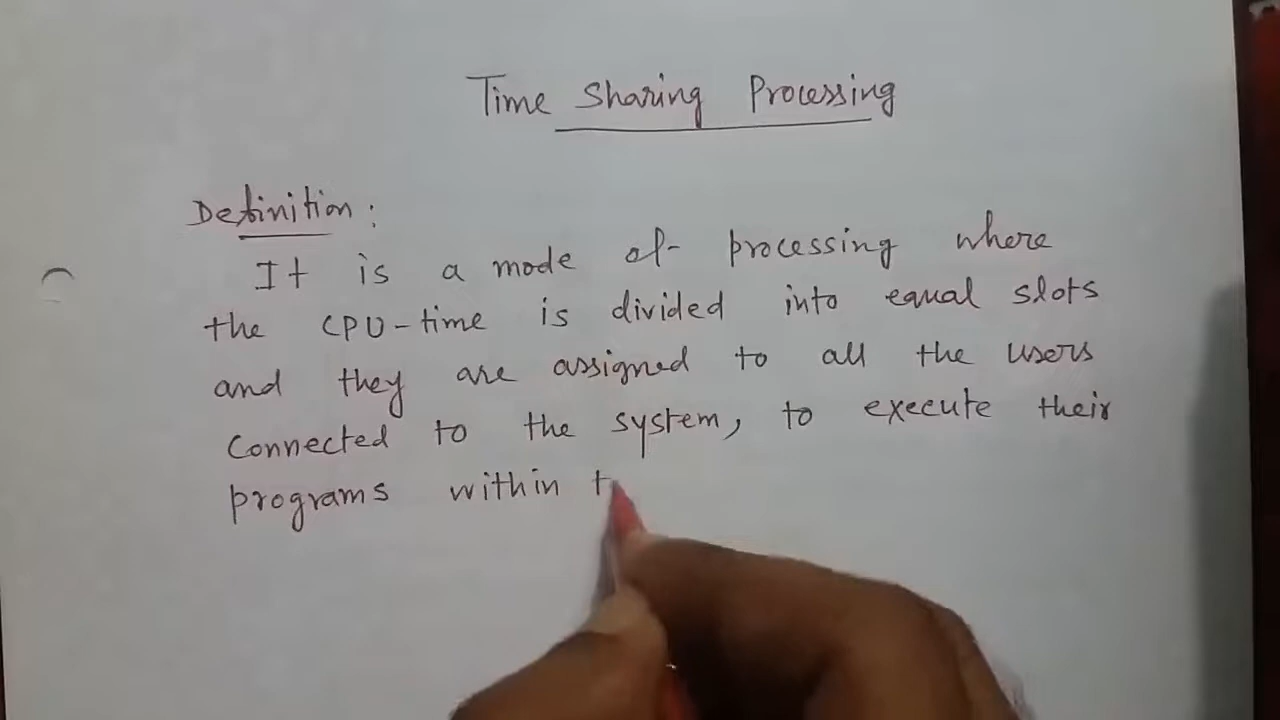 Time Sharing Processing
Definition :
It is a mode of processing where
the CPU-time is divided into equal slots
and they are assigned to all the users
Connected to the system, to execute their
programs within t